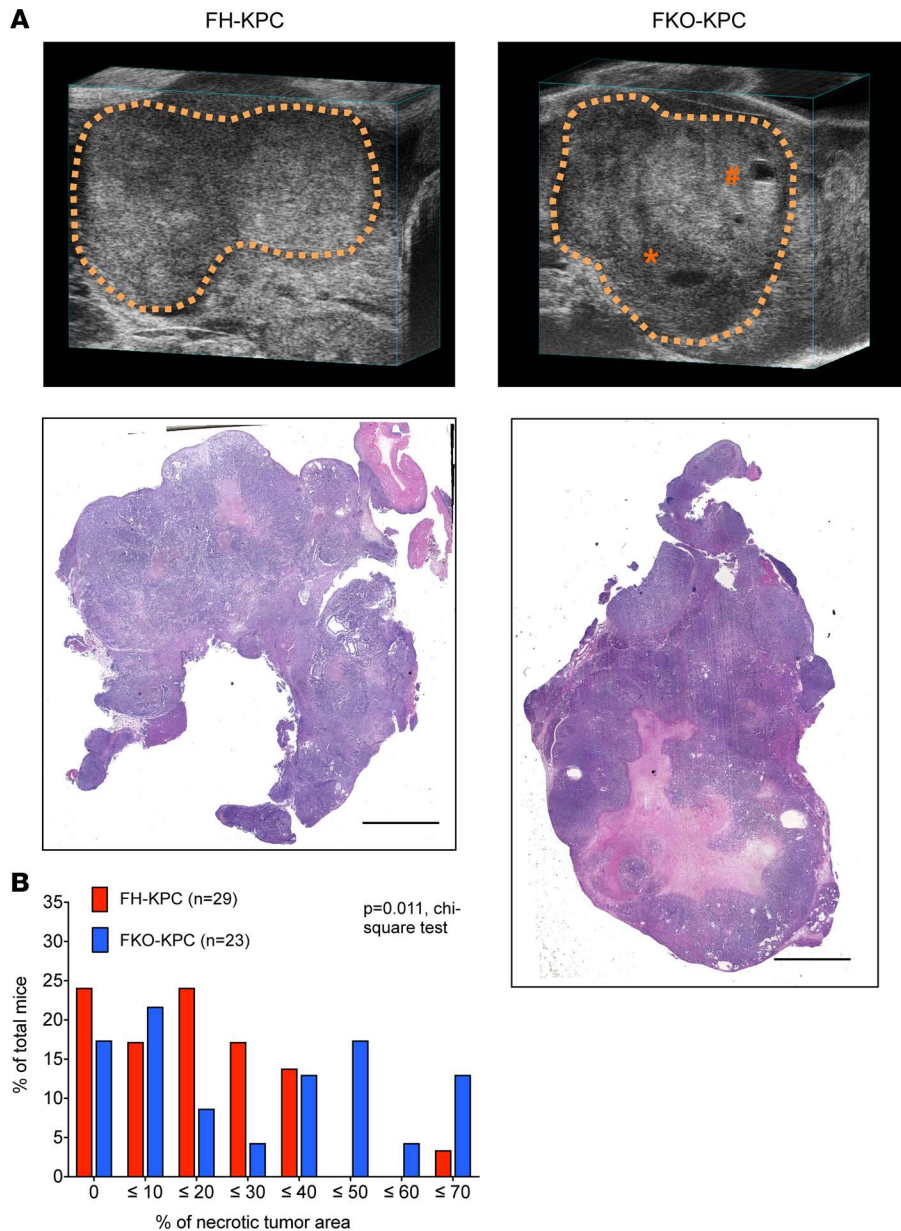 A
FH-KPC
FKO-KPC
#
*
B
35
30
25
20
15
10
5
0
% of total mice
FH-KPC (n=29)
FKO-KPC (n=23)
p=0.011, chi-
square test
0 ≤ 10 ≤ 20 ≤ 30 ≤ 40 ≤ 50 ≤ 60 ≤ 70
% of necrotic tumor area